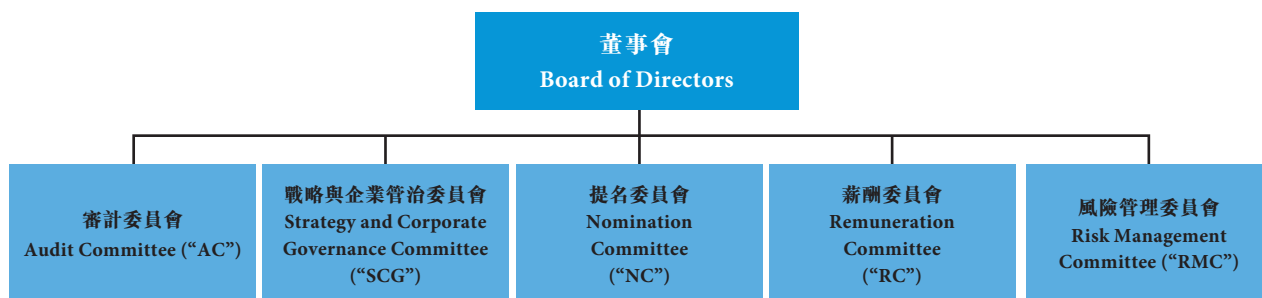 董事會
Board of Directors
審計委員會
Audit Committee (“AC”)
戰略與企業管治委員會
Strategy and Corporate
Governance Committee
(“SCG”)
提名委員會
Nomination
Committee
(“NC”)
薪酬委員會
Remuneration
Committee
(“RC”)
風險管理委員會
Risk Management
Committee (“RMC”)